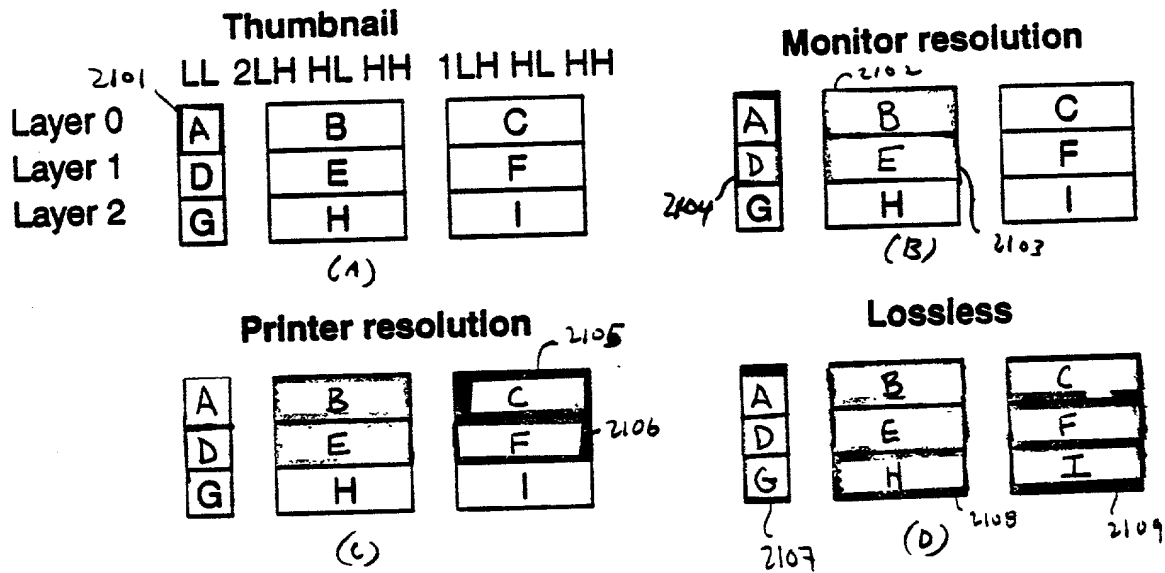 Thumbnail
2101 LL 2LH HL HH 1LH HL HH
Layer 0 A B C
Layer 1 D E F
Layer 2 G H I
(A)
Monitor resolution
2102
A B C
D E F
2104 G H I
(B) 2103
Printer resolution
2105
A B C
D E F 2106
G H I
(C)
Lossless
A B C
D E F
G H I
2107 (D) 2108 2109